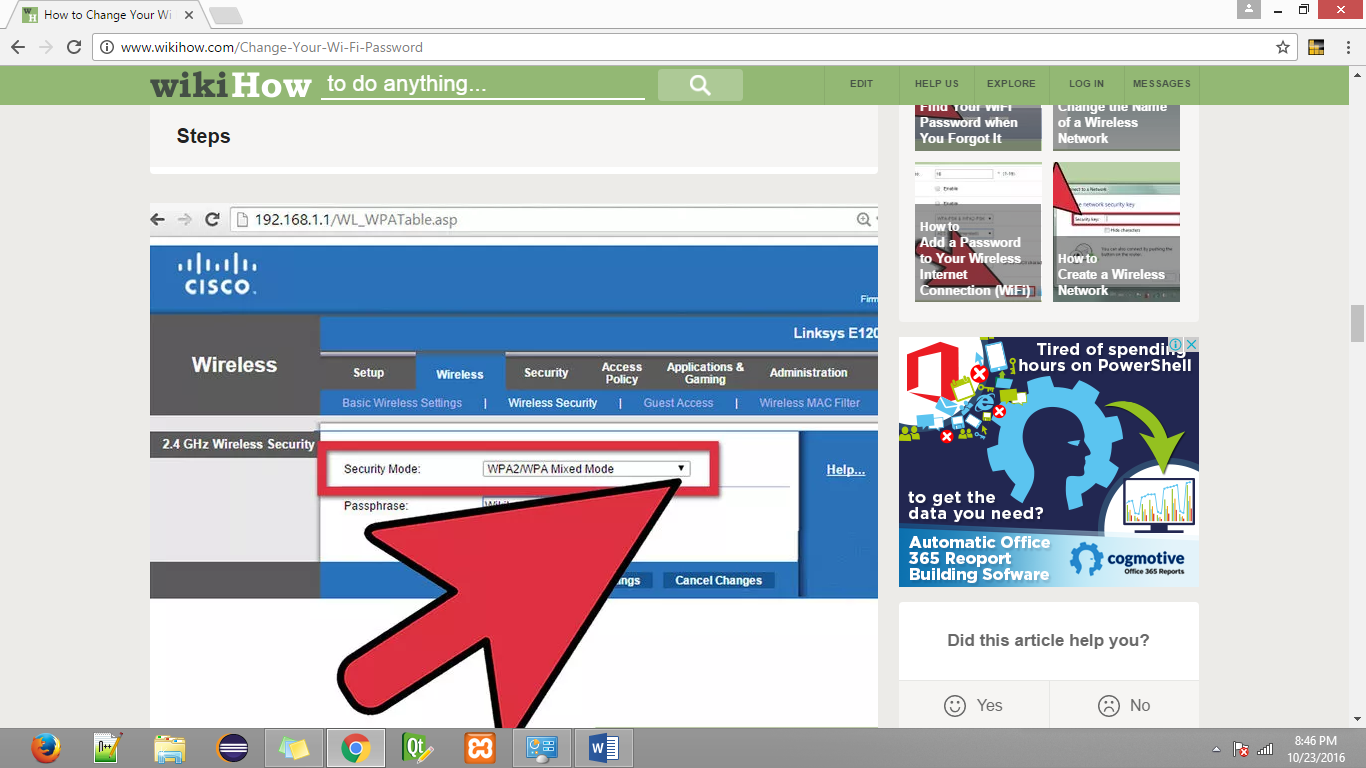 How to Change Your Wi
www.wikihow.com/Change-Your-Wi-Fi-Password
wikiHow to do anything...
EDIT
HELP US
EXPLORE
LOG IN
MESSAGES
Steps
Find Your WiFi
Password when
You Forgot It
Change the Name
of a Wireless
Network
How to
Add a Password
to Your Wireless
Internet
Connection (WiFi)
How to
Create a Wireless
Network
192.168.1.1/WL_WPATable.asp
CISCO
Firm
Linksys E120
Wireless
Setup
Wireless
Security
Access
Policy
Applications &
Gaming
Administration
Basic Wireless Settings | Wireless Security | Guest Access | Wireless MAC Filter
2.4 GHz Wireless Security
Security Mode: WPA2/WPA Mixed Mode
Help...
Passphrase:
ngs
Cancel Changes
Tired of spending
hours on PowerShell
to get the
data you need?
Automatic Office
365 Reoport
Building Sofware
cogmotive
Office 365 Reports
Did this article help you?
Yes
No
8:46 PM
10/23/2016